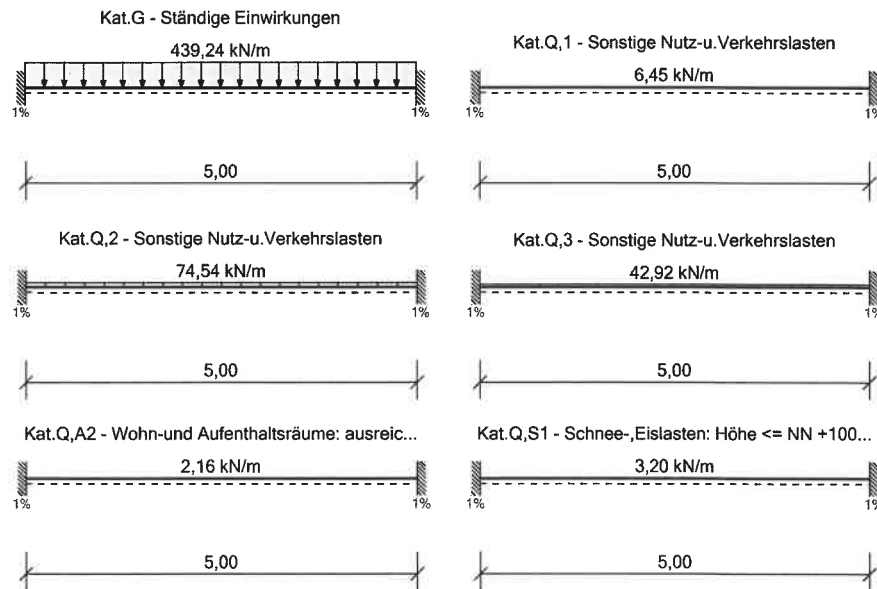 Kat.G - Ständige Einwirkungen
439,24 kN/m
1%
1%
5,00
Kat.Q,1 - Sonstige Nutz-u.Verkehrslasten
6,45 kN/m
1%
1%
5,00
Kat.Q,2 - Sonstige Nutz-u.Verkehrslasten
74,54 kN/m
1%
1%
5,00
Kat.Q,3 - Sonstige Nutz-u.Verkehrslasten
42,92 kN/m
1%
1%
5,00
Kat.Q,A2 - Wohn-und Aufenthaltsräume: ausreic...
2,16 kN/m
1%
1%
5,00
Kat.Q,S1 - Schnee-,Eislasten: Höhe <= NN +100...
3,20 kN/m
1%
1%
5,00